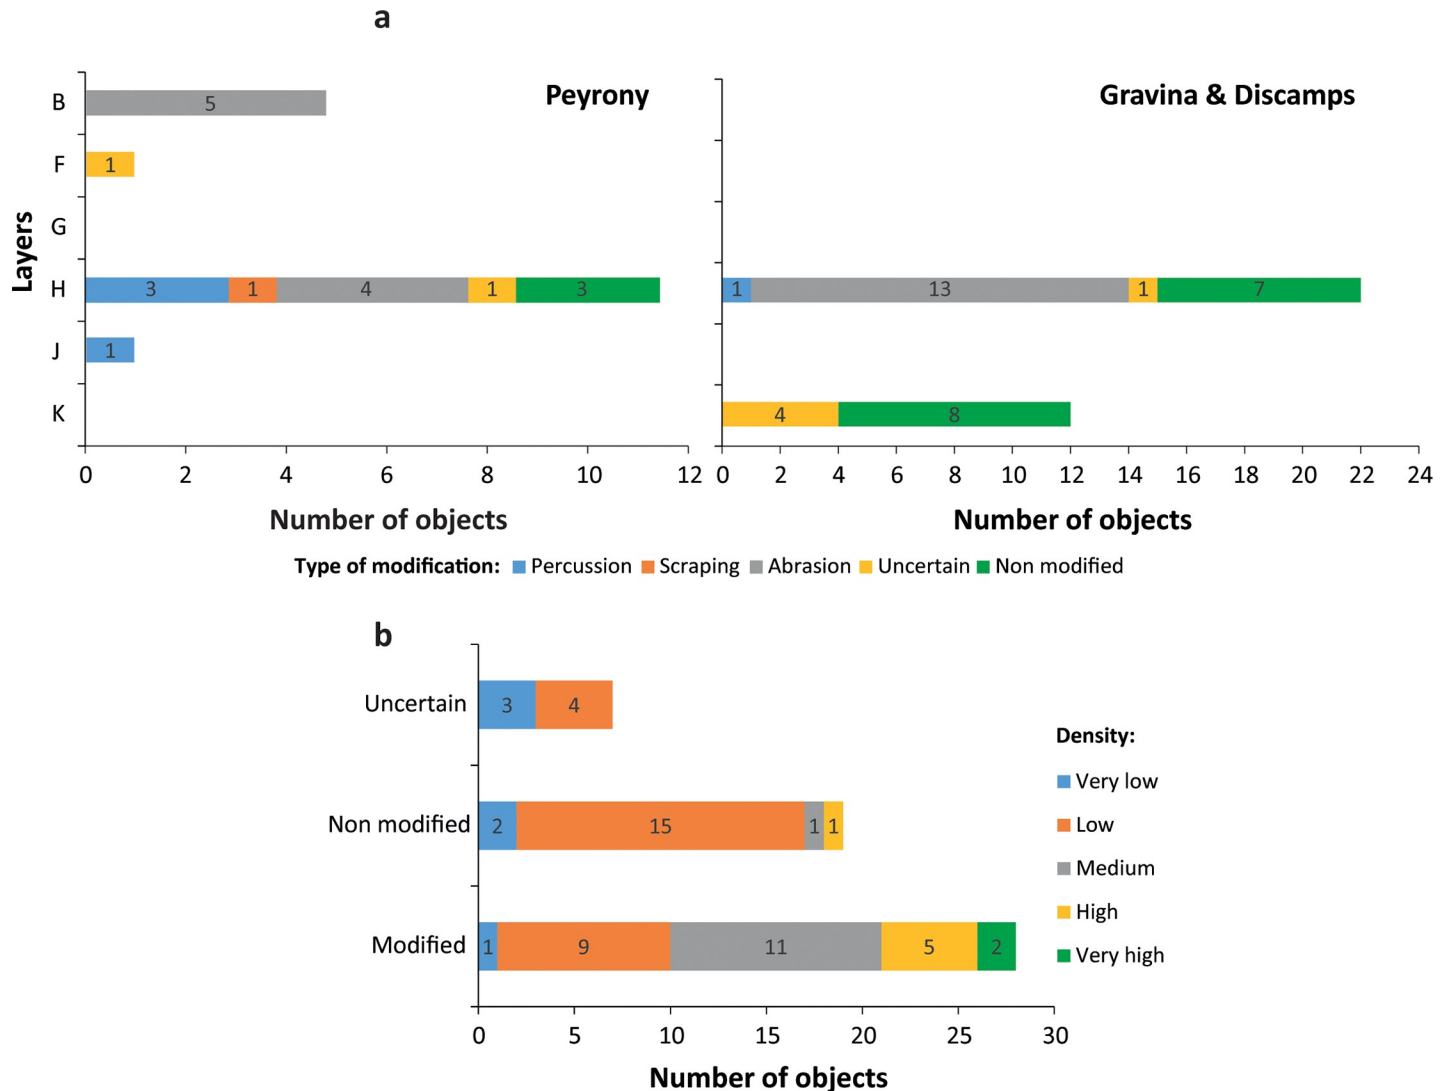 a
Peyrony
Gravina & Discamps
Layers
B 5
F 1
G
H 3 1 4 1 3
1 13 1 7
J 1
K
4 8
0 2 4 6 8 10 12
0 2 4 6 8 10 12 14 16 18 20 22 24
Number of objects
Number of objects
Type of modification: Percussion Scraping Abrasion Uncertain Non modified
b
Uncertain 3 4
Non modified 2 15 1 1
Modified 1 9 11 5 2
0 5 10 15 20 25 30
Number of objects
Density:
Very low
Low
Medium
High
Very high